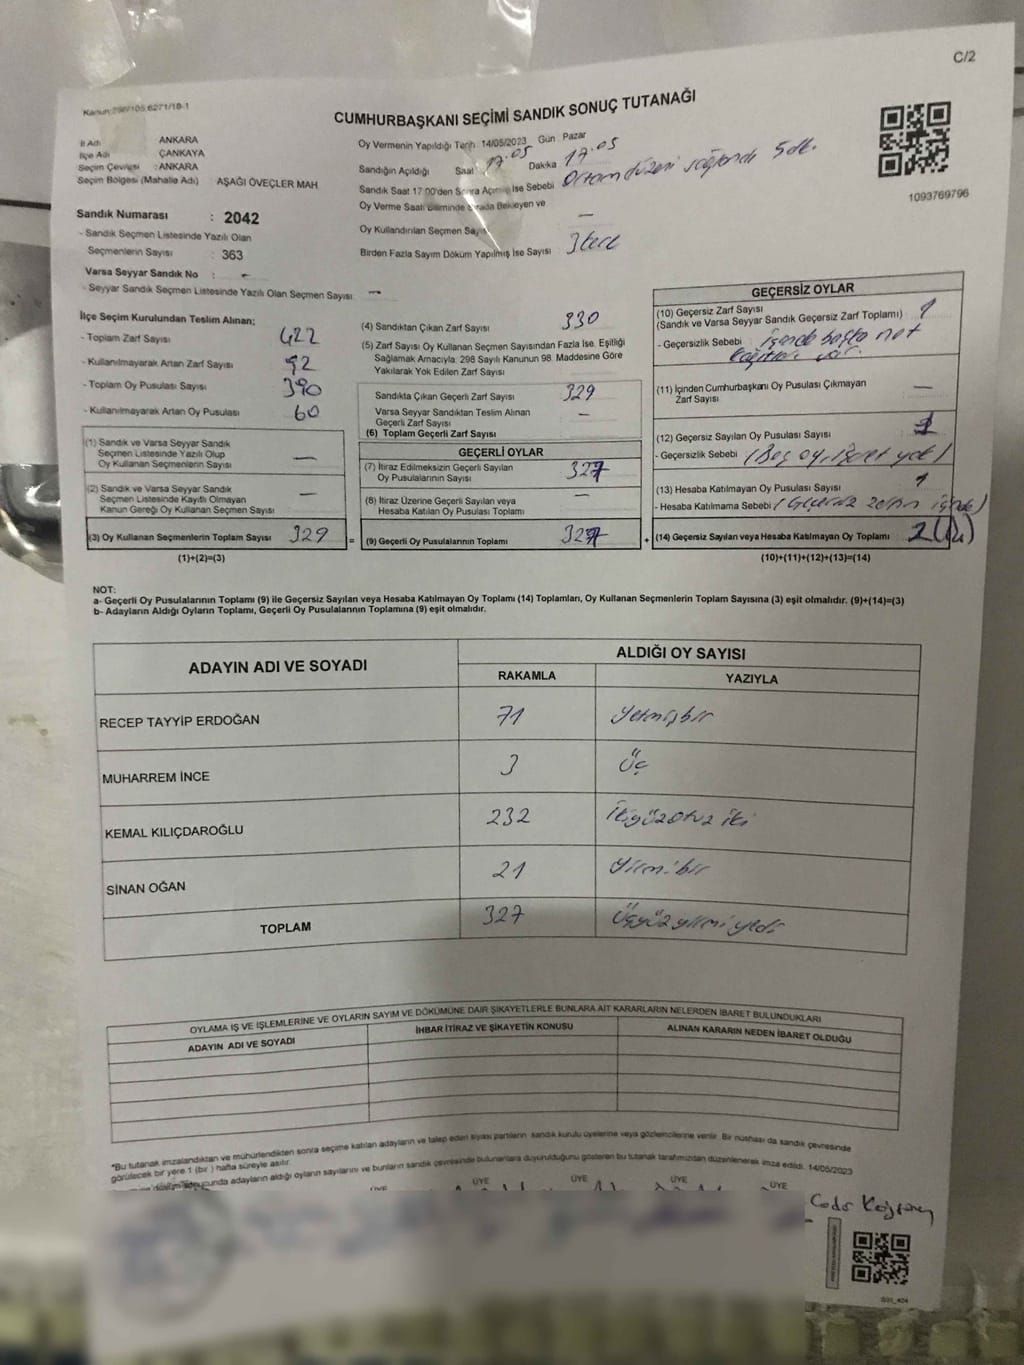 C/2
Kanun:298/105;6271/18-1
CUMHURBAŞKANI SEÇİMİ SANDIK SONUÇ TUTANAĞI
İl Adı ANKARA
İlçe Adı : ÇANKAYA
Seçim Çevresi : ANKARA
Seçim Bölgesi (Mahalle Adı) AŞAĞI ÖVEÇLER MAH.
Oy Vermenin Yapıldığı Tarih 14/05/2023 Gün Pazar
Sandığın Açıldığı Saat 17:05 Dakika 17:05
Sandık Saat 17:00'den Sonra Açılmış İse Sebebi Ortam düzeni sağlandı 5 dk.
Oy Verme Saati Bitiminde Sırada Bekleyen ve
Oy Kullandırılan Seçmen Sayısı —
Birden Fazla Sayım Döküm Yapılmış İse Sayısı 3 kere
1093769796
Sandık Numarası : 2042
- Sandık Seçmen Listesinde Yazılı Olan
Seçmenlerin Sayısı : 363
Varsa Seyyar Sandık No : -
- Seyyar Sandık Seçmen Listesinde Yazılı Olan Seçmen Sayısı —
İlçe Seçim Kurulundan Teslim Alınan;
- Toplam Zarf Sayısı 422
- Kullanılmayarak Artan Zarf Sayısı 92
- Toplam Oy Pusulası Sayısı 390
- Kullanılmayarak Artan Oy Pusulası 60
(1) Sandık ve Varsa Seyyar Sandık
Seçmen Listesinde Yazılı Olup
Oy Kullanan Seçmenlerin Sayısı —
(2) Sandık ve Varsa Seyyar Sandık
Seçmen Listesinde Kayıtlı Olmayan
Kanun Gereği Oy Kullanan Seçmen Sayısı —
(3) Oy Kullanan Seçmenlerin Toplam Sayısı 329 =
(1)+(2)=(3)
(4) Sandıktan Çıkan Zarf Sayısı 330
(5) Zarf Sayısı Oy Kullanan Seçmen Sayısından Fazla İse, Eşitliği
Sağlamak Amacıyla; 298 Sayılı Kanunun 98. Maddesine Göre
Yakılarak Yok Edilen Zarf Sayısı
Sandıkta Çıkan Geçerli Zarf Sayısı 329
Varsa Seyyar Sandıktan Teslim Alınan
Geçerli Zarf Sayısı —
(6) Toplam Geçerli Zarf Sayısı
GEÇERLİ OYLAR
(7) İtiraz Edilmeksizin Geçerli Sayılan
Oy Pusulalarının Sayısı 327
(8) İtiraz Üzerine Geçerli Sayılan veya
Hesaba Katılan Oy Pusulası Toplamı —
(9) Geçerli Oy Pusulalarının Toplamı 327 +
GEÇERSİZ OYLAR
(10) Geçersiz Zarf Sayısı
(Sandık ve Varsa Seyyar Sandık Geçersiz Zarf Toplamı) 1
- Geçersizlik Sebebi İçinde başka not
kağıtları var.
(11) İçinden Cumhurbaşkanı Oy Pusulası Çıkmayan
Zarf Sayısı —
(12) Geçersiz Sayılan Oy Pusulası Sayısı 1
- Geçersizlik Sebebi (Boş oy, işaret yok)
(13) Hesaba Katılmayan Oy Pusulası Sayısı 1
- Hesaba Katılmama Sebebi (Geçersiz zarfın içinde)
(14) Geçersiz Sayılan veya Hesaba Katılmayan Oy Toplamı 2
(10)+(11)+(12)+(13)=(14)
NOT:
a- Geçerli Oy Pusulalarının Toplamı (9) ile Geçersiz Sayılan veya Hesaba Katılmayan Oy Toplamı (14) Toplamları, Oy Kullanan Seçmenlerin Toplam Sayısına (3) eşit olmalıdır. (9)+(14)=(3)
b- Adayların Aldığı Oyların Toplamı, Geçerli Oy Pusulalarının Toplamına (9) eşit olmalıdır.
ADAYIN ADI VE SOYADI ALDIĞI OY SAYISI
RAKAMLA YAZIYLA
RECEP TAYYİP ERDOĞAN 71 Yetmişbir
MUHARREM İNCE 3 Üç
KEMAL KILIÇDAROĞLU 232 İkiyüzotuz iki
SİNAN OĞAN 21 Yirmibir
TOPLAM 327 Üçyüzyirmiyedi
OYLAMA İŞ VE İŞLEMLERİNE VE OYLARIN SAYIM VE DÖKÜMÜNE DAİR ŞİKAYETLERLE BUNLARA AİT KARARLARIN NELERDEN İBARET BULUNDUKLARI
ADAYIN ADI VE SOYADI İHBAR İTİRAZ VE ŞİKAYETİN KONUSU ALINAN KARARIN NEDEN İBARET OLDUĞU
*Bu tutanak imzalandıktan ve mühürlendikten sonra seçime katılan adayların ve talep eden siyasi partilerin sandık kurulu üyelerine veya gözlemcilerine verilir. Bir nüshası da sandık çevresinde
görülecek bir yere 1 (bir ) hafta süreyle asılır.
sonucunda adayların aldığı oyların sayılarını ve bunların sandık çevresinde bulunanlara duyurulduğunu gösteren bu tutanak tarafımızdan düzenlenerek imza edildi. 14/05/2023
ÜYE ÜYE ÜYE ÜYE ÜYE